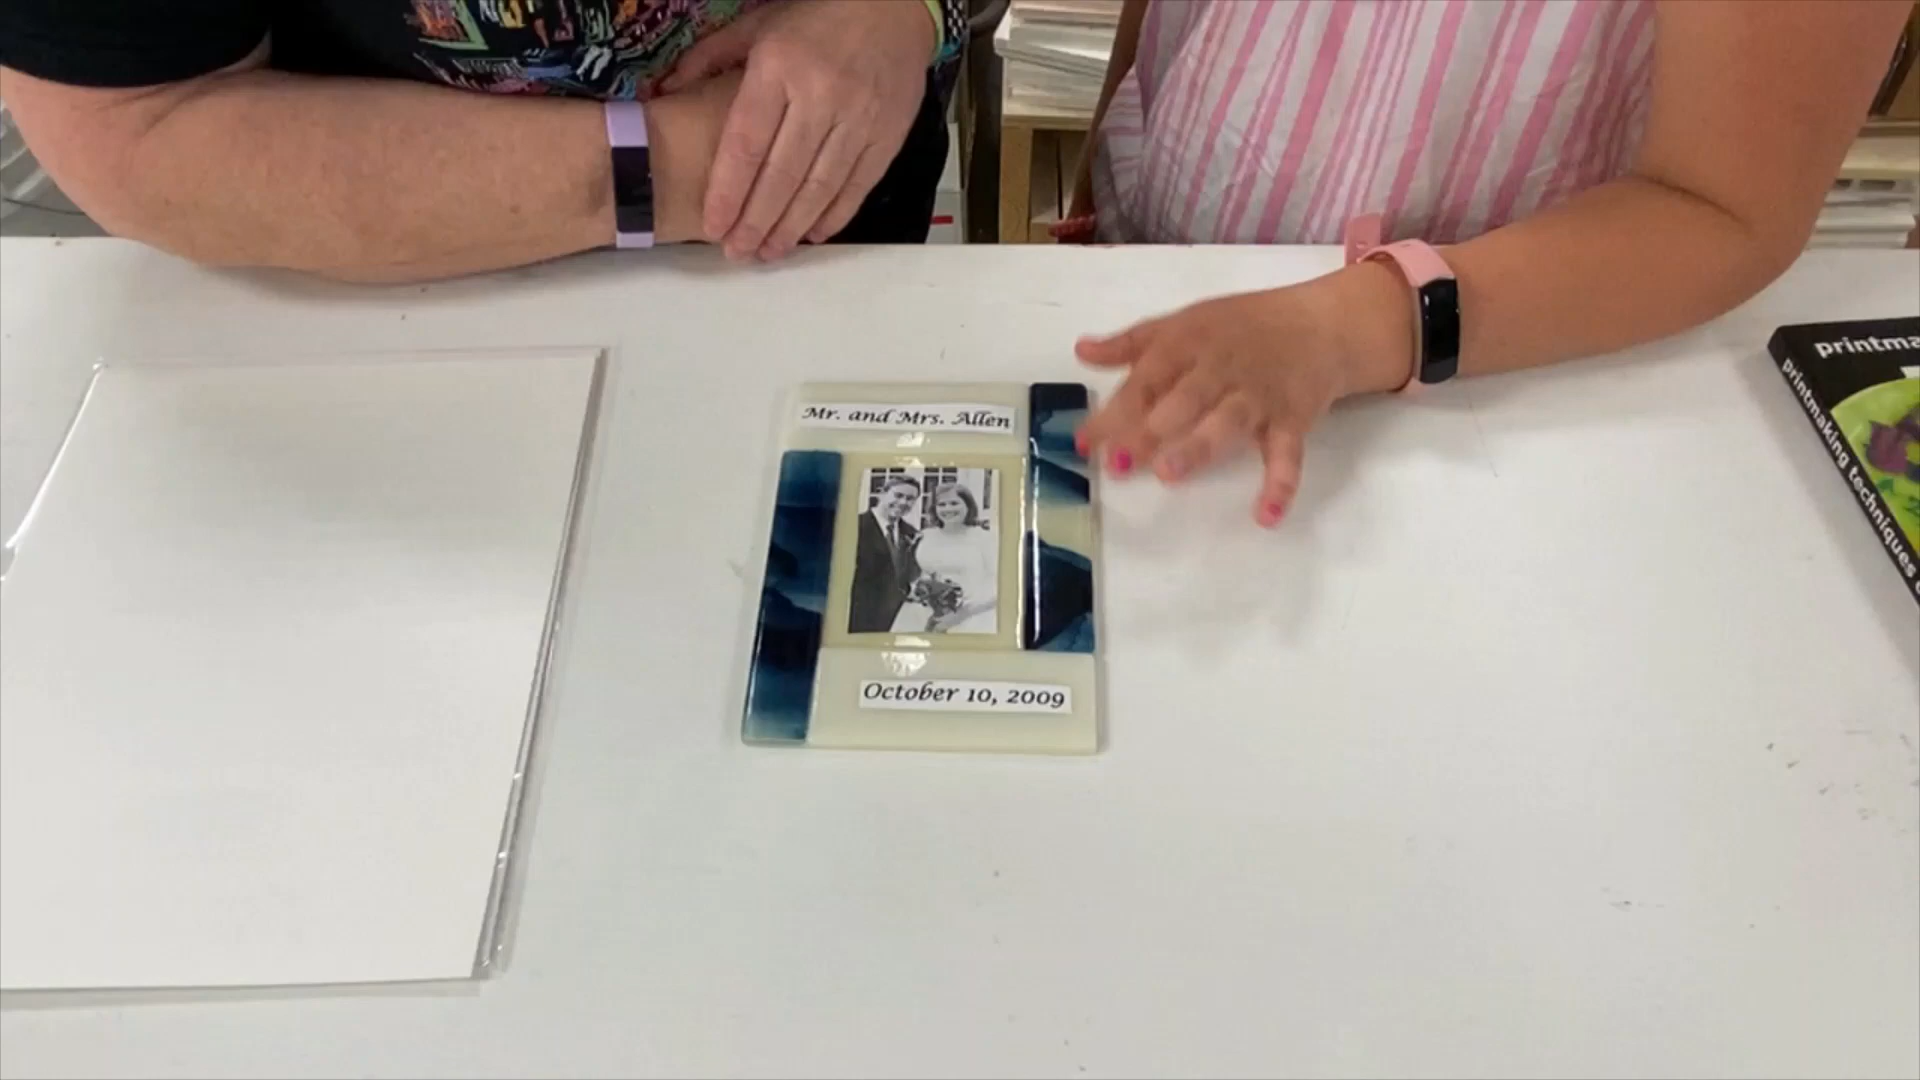 Mr. and Mrs. Allen
October 10, 2009
printma
printmaking techniques